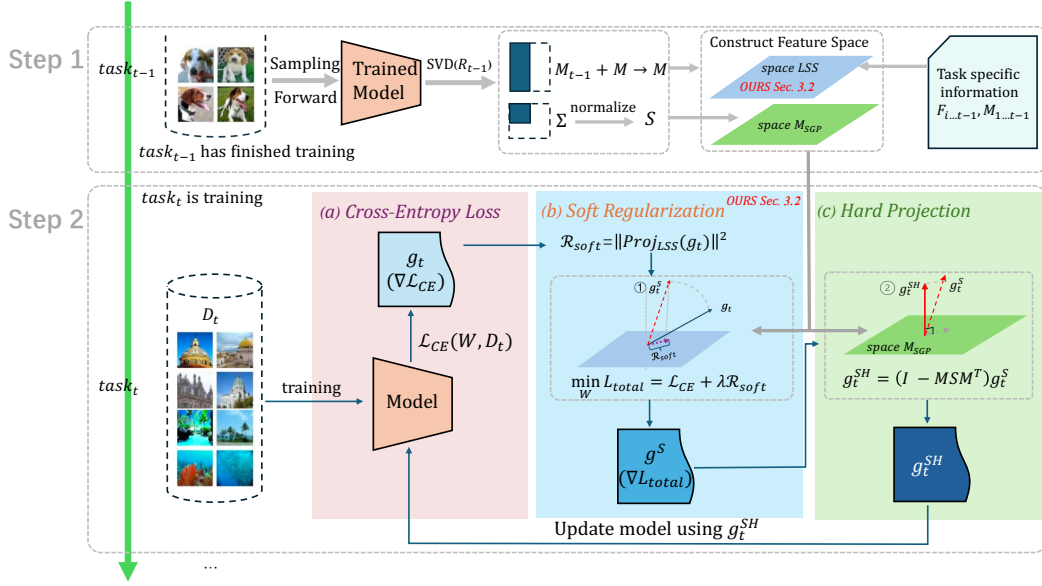 Step 1
task_{t−1}
Sampling
Forward
Trained
Model
SVD(R_{t−1})
M_{t−1} + M → M
Σ normalize S
Construct Feature Space
space LSS
OURS Sec. 3.2
space M_{SGP}
Task specific
information
F_{i…t−1}, M_{1…t−1}
task_{t−1} has finished training
Step 2
task_t is training
(a) Cross-Entropy Loss
(b) Soft Regularization
OURS Sec. 3.2
(c) Hard Projection
g_t
(∇ℒ_{CE})
ℛ_{soft}=‖Proj_{LSS}(g_t)‖²
① g_t^S
g_t
ℛ_{soft}
② g_t^{SH}
g_t^S
space M_{SGP}
D_t
ℒ_{CE}(W, D_t)
min_W L_{total} = ℒ_{CE} + λℛ_{soft}
g_t^{SH} = (I − MSM^T)g_t^S
task_t
training
Model
g^S
(∇L_{total})
g_t^{SH}
Update model using g_t^{SH}
...